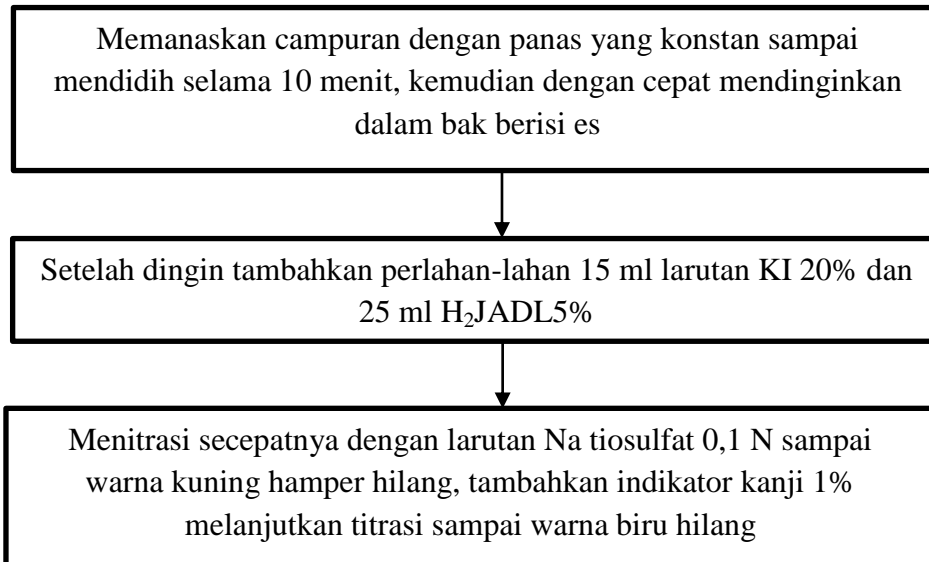 Memanaskan campuran dengan panas yang konstan sampai
mendidih selama 10 menit, kemudian dengan cepat mendinginkan
dalam bak berisi es
Setelah dingin tambahkan perlahan-lahan 15 ml larutan KI 20% dan
25 ml H₂JADL5%
Menitrasi secepatnya dengan larutan Na tiosulfat 0,1 N sampai
warna kuning hamper hilang, tambahkan indikator kanji 1%
melanjutkan titrasi sampai warna biru hilang